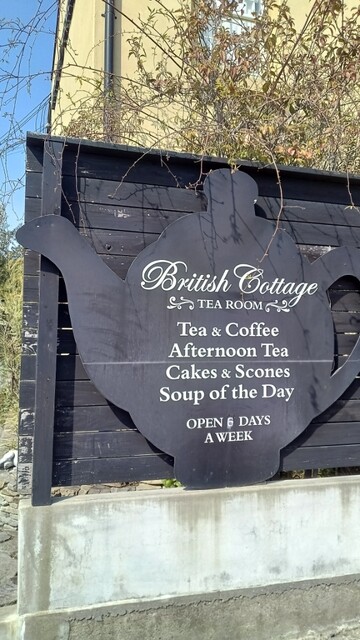 British Cottage
TEA ROOM
Tea & Coffee
Afternoon Tea
Cakes & Scones
Soup of the Day
OPEN 6 DAYS
A WEEK